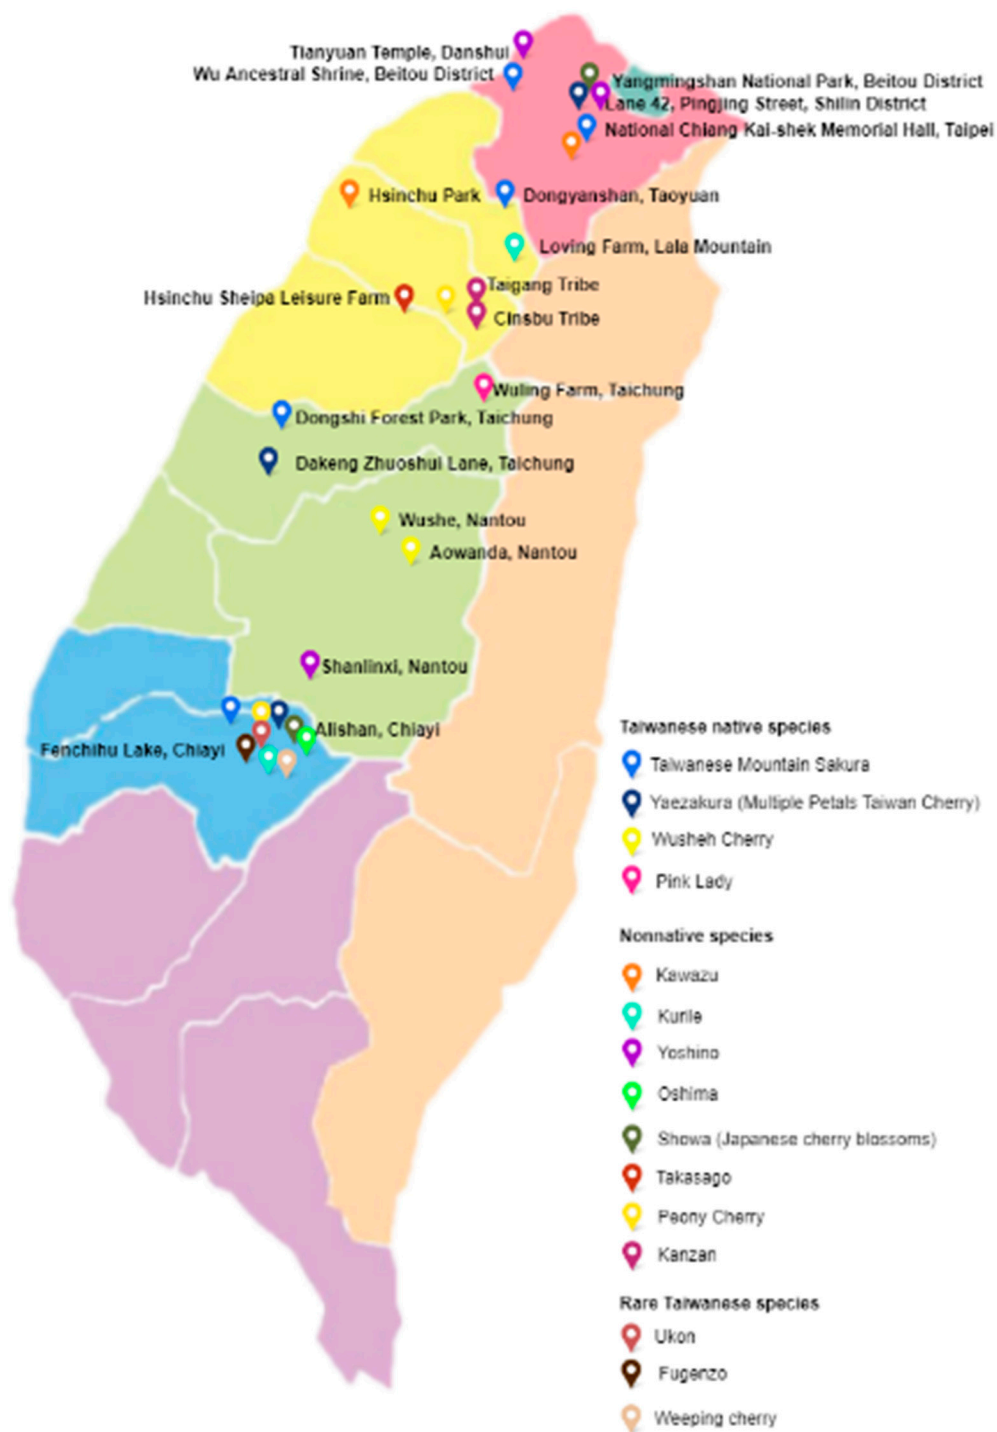 Tianyuan Temple, Danshui
Wu Ancestral Shrine, Beitou District
Yangmingshan National Park, Beitou District
Lane 42, Pingjing Street, Shilin District
National Chiang Kai-shek Memorial Hall, Taipei
Hsinchu Park
Dongyanshan, Taoyuan
Loving Farm, Lala Mountain
Taigang Tribe
Hsinchu Sheipa Leisure Farm
Cinsbu Tribe
Wuling Farm, Taichung
Dongshi Forest Park, Taichung
Dakeng Zhuoshui Lane, Taichung
Wushe, Nantou
Aowanda, Nantou
Shanlinxi, Nantou
Alishan, Chiayi
Fenchihu Lake, Chiayi
Taiwanese native species
Taiwanese Mountain Sakura
Yaezakura (Multiple Petals Taiwan Cherry)
Wusheh Cherry
Pink Lady
Nonnative species
Kawazu
Kurile
Yoshino
Oshima
Showa (Japanese cherry blossoms)
Takasago
Peony Cherry
Kanzan
Rare Taiwanese species
Ukon
Fugenzo
Weeping cherry